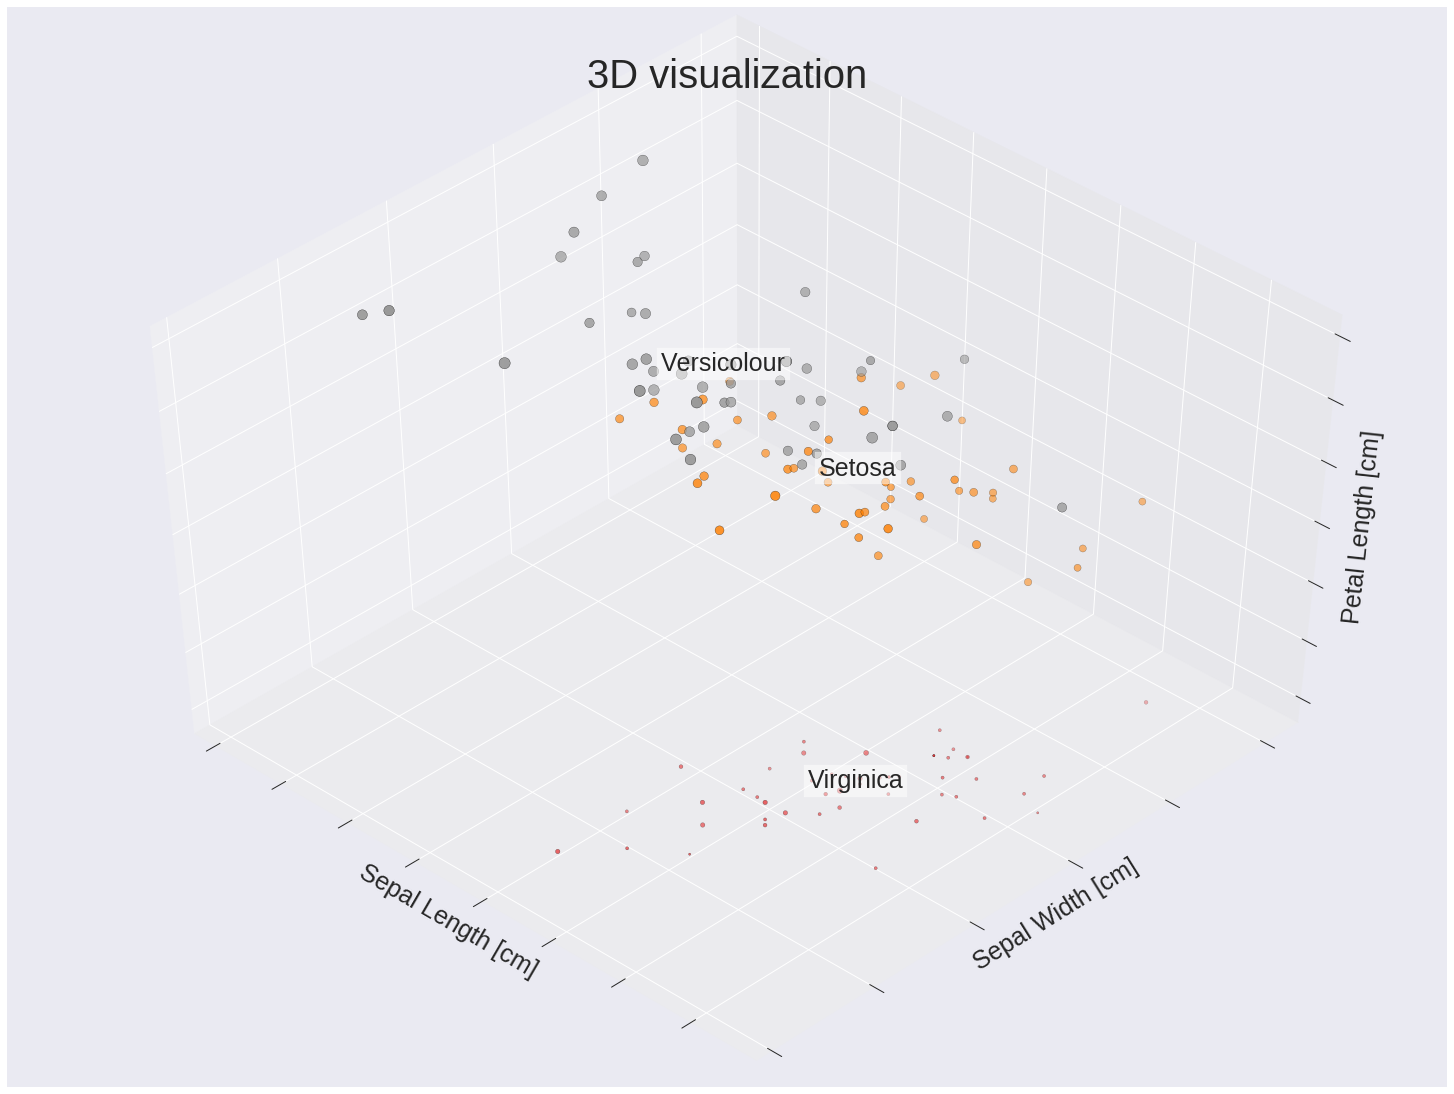 3D visualization
Versicolour
Setosa
Petal Length [cm]
Virginica
Sepal Length [cm]
Sepal Width [cm]